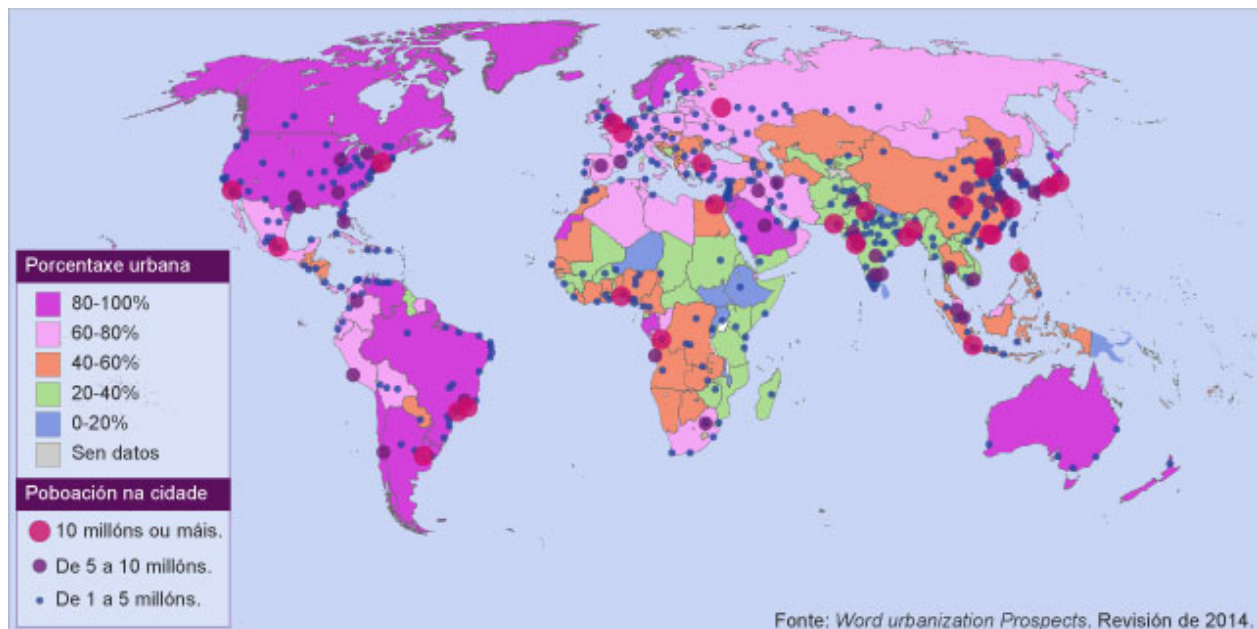 Porcentaxe urbana
80-100%
60-80%
40-60%
20-40%
0-20%
Sen datos
Poboación na cidade
10 millóns ou máis.
De 5 a 10 millóns.
De 1 a 5 millóns.
Fonte: Word urbanization Prospects. Revisión de 2014.